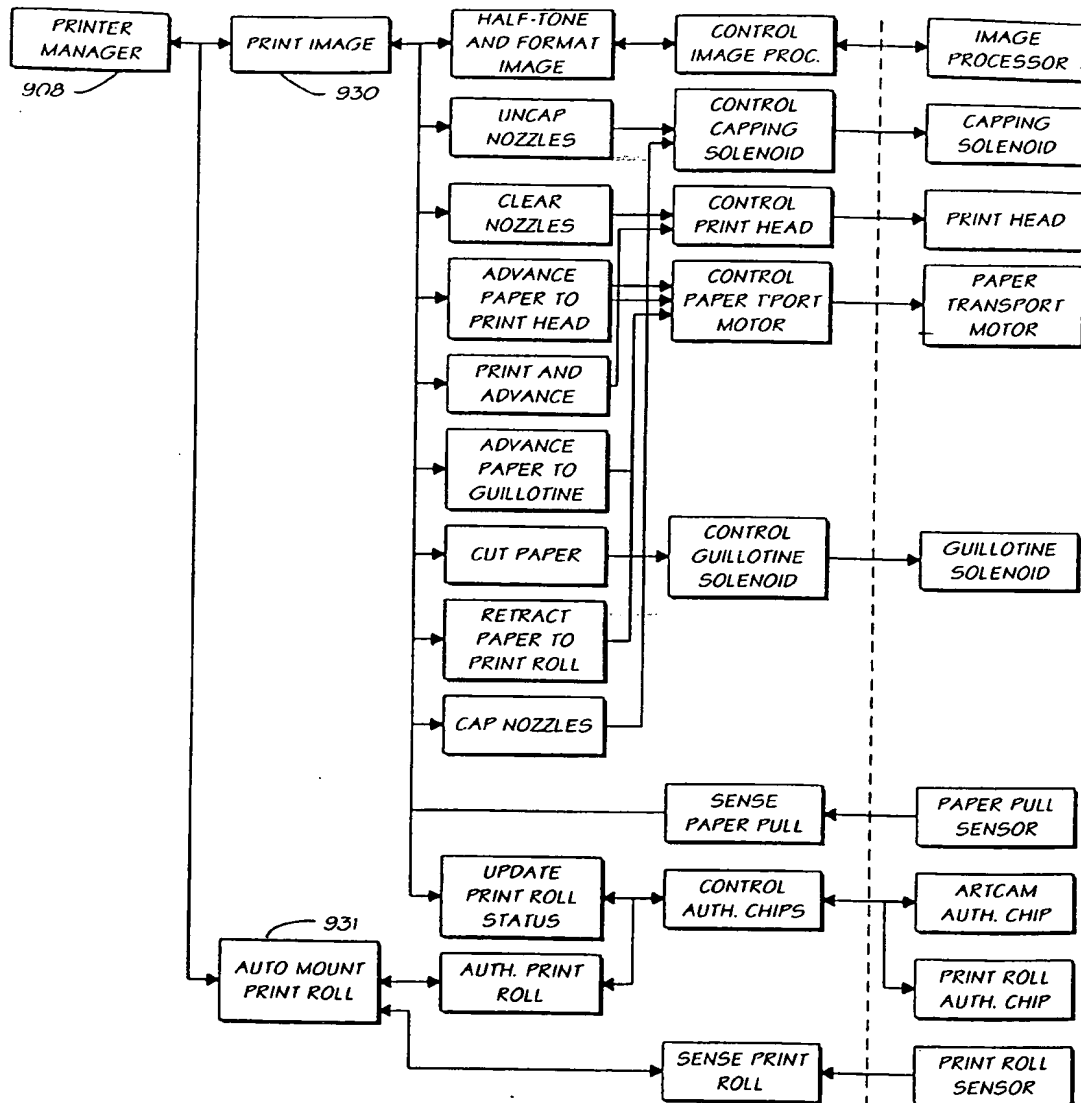 PRINTER
MANAGER
908
PRINT IMAGE
930
HALF-TONE
AND FORMAT
IMAGE
CONTROL
IMAGE PROC.
IMAGE
PROCESSOR
UNCAP
NOZZLES
CONTROL
CAPPING
SOLENOID
CAPPING
SOLENOID
CLEAR
NOZZLES
CONTROL
PRINT HEAD
PRINT HEAD
ADVANCE
PAPER TO
PRINT HEAD
CONTROL
PAPER T'PORT
MOTOR
PAPER
TRANSPORT
MOTOR
PRINT AND
ADVANCE
ADVANCE
PAPER TO
GUILLOTINE
CUT PAPER
CONTROL
GUILLOTINE
SOLENOID
GUILLOTINE
SOLENOID
RETRACT
PAPER TO
PRINT ROLL
CAP NOZZLES
SENSE
PAPER PULL
PAPER PULL
SENSOR
UPDATE
PRINT ROLL
STATUS
CONTROL
AUTH. CHIPS
ARTCAM
AUTH. CHIP
931
AUTO MOUNT
PRINT ROLL
AUTH. PRINT
ROLL
PRINT ROLL
AUTH. CHIP
SENSE PRINT
ROLL
PRINT ROLL
SENSOR